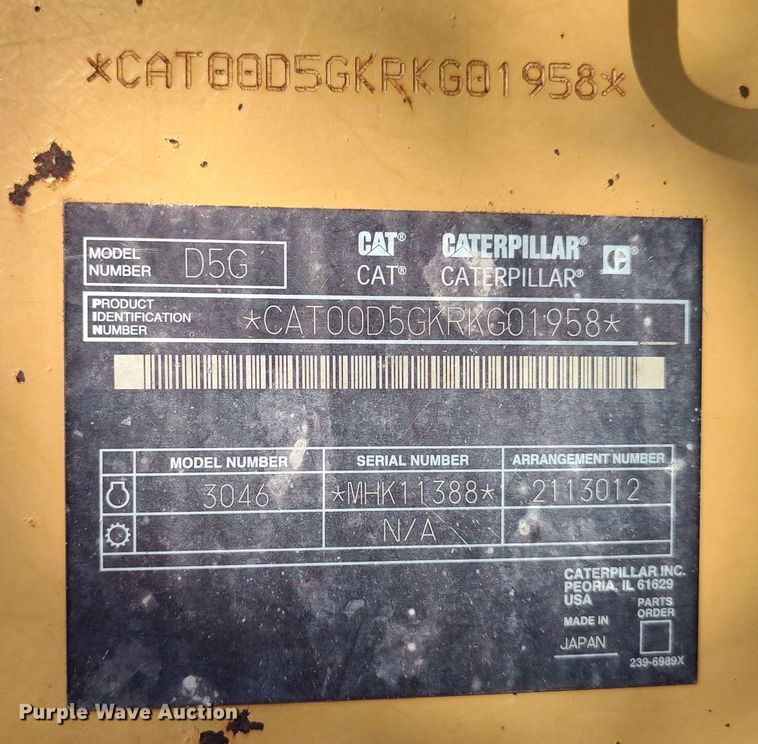 *CAT00D5GKRKG01958*
MODEL NUMBER D5G
CAT® CATERPILLAR® C
CAT® CATERPILLAR®
PRODUCT IDENTIFICATION NUMBER *CAT00D5GKRKG01958*
MODEL NUMBER SERIAL NUMBER ARRANGEMENT NUMBER
3046 *MHK11388* 2113012
N/A
CATERPILLAR INC.
PEORIA, IL 61629
USA
PARTS ORDER
MADE IN
JAPAN
239-6989X
Purple Wave Auction